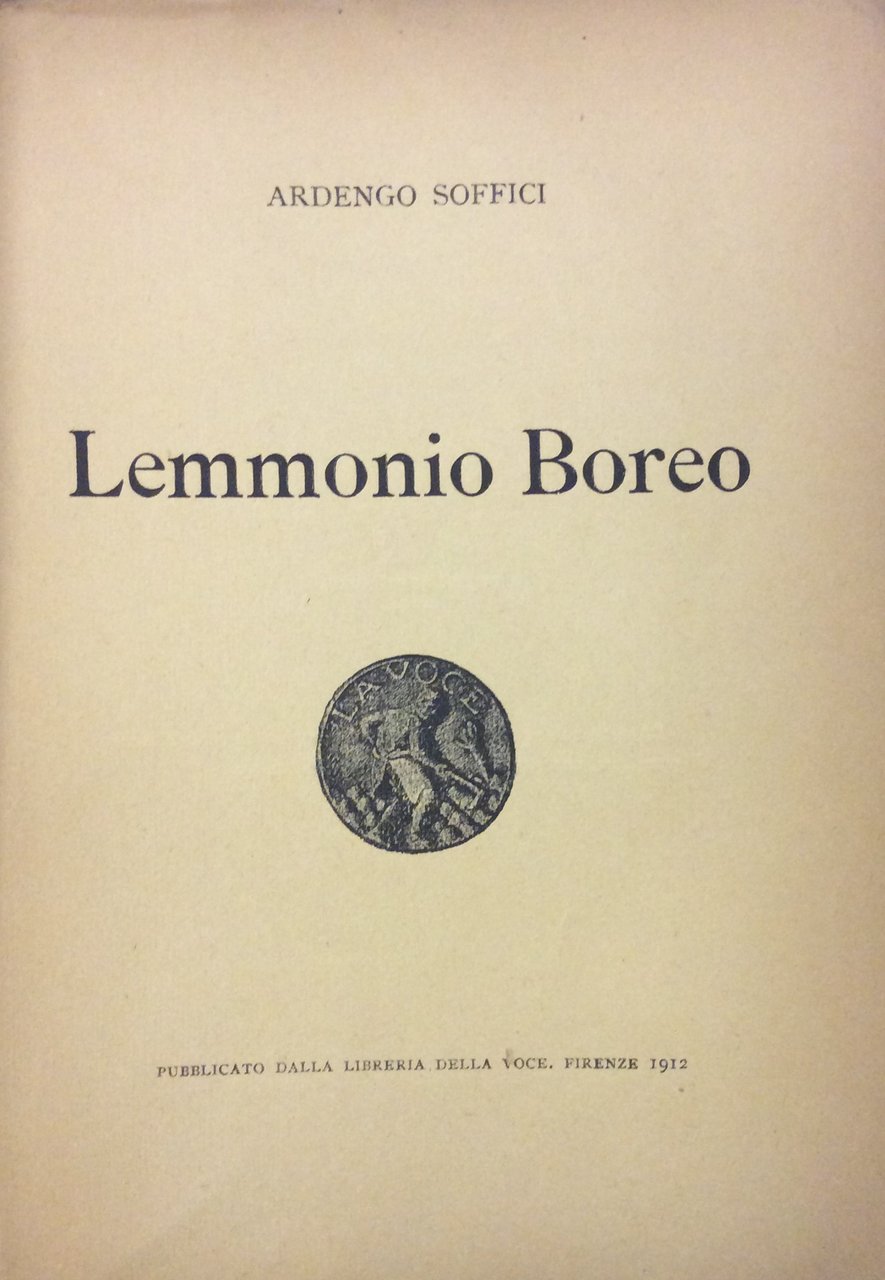 ARDENGO SOFFICI
Lemmonio Boreo
LA VOCE
PUBBLICATO DALLA LIBRERIA DELLA VOCE. FIRENZE 1912